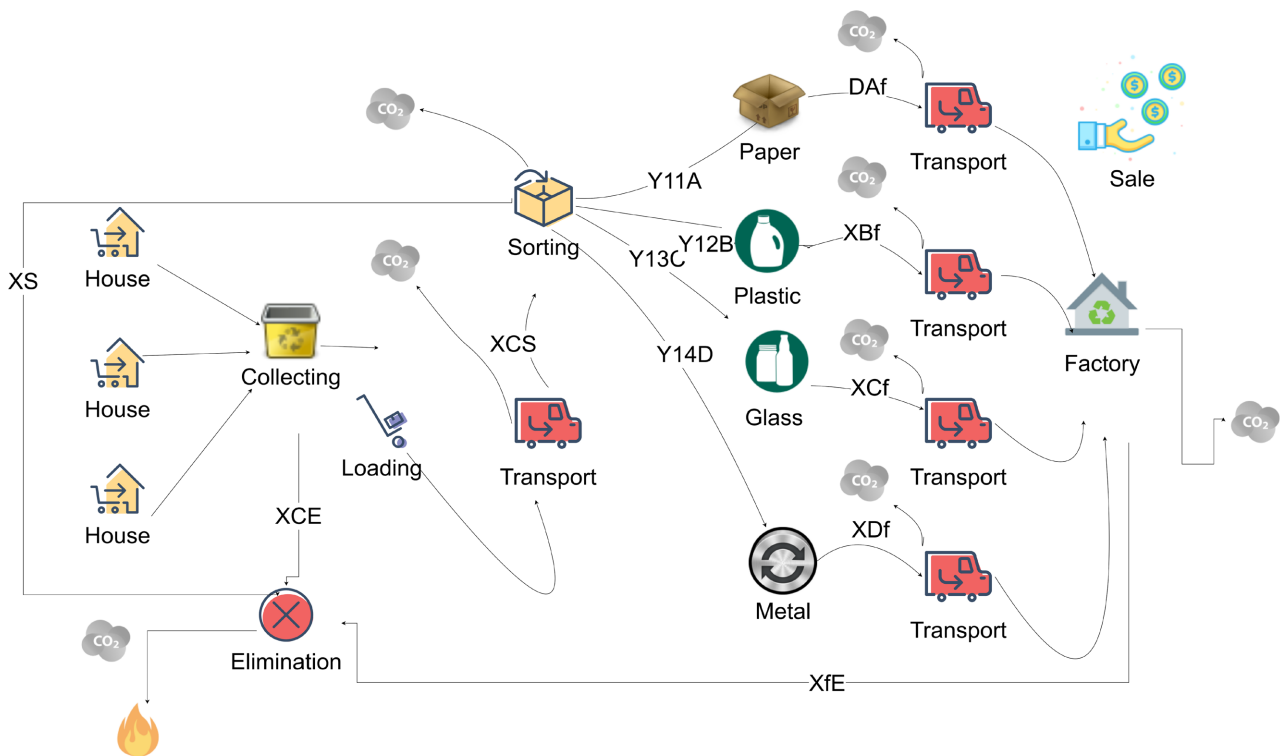 CO₂
DAf
Paper
Transport
Sale
CO₂
Y11A
CO₂
Sorting
Y12B
XBf
Y13C
House
CO₂
XS
Plastic
Transport
Factory
XCS
Y14D
CO₂
Collecting
House
XCf
Glass
CO₂
Loading
Transport
Transport
CO₂
House
XCE
XDf
Metal
Transport
CO₂
Elimination
XfE